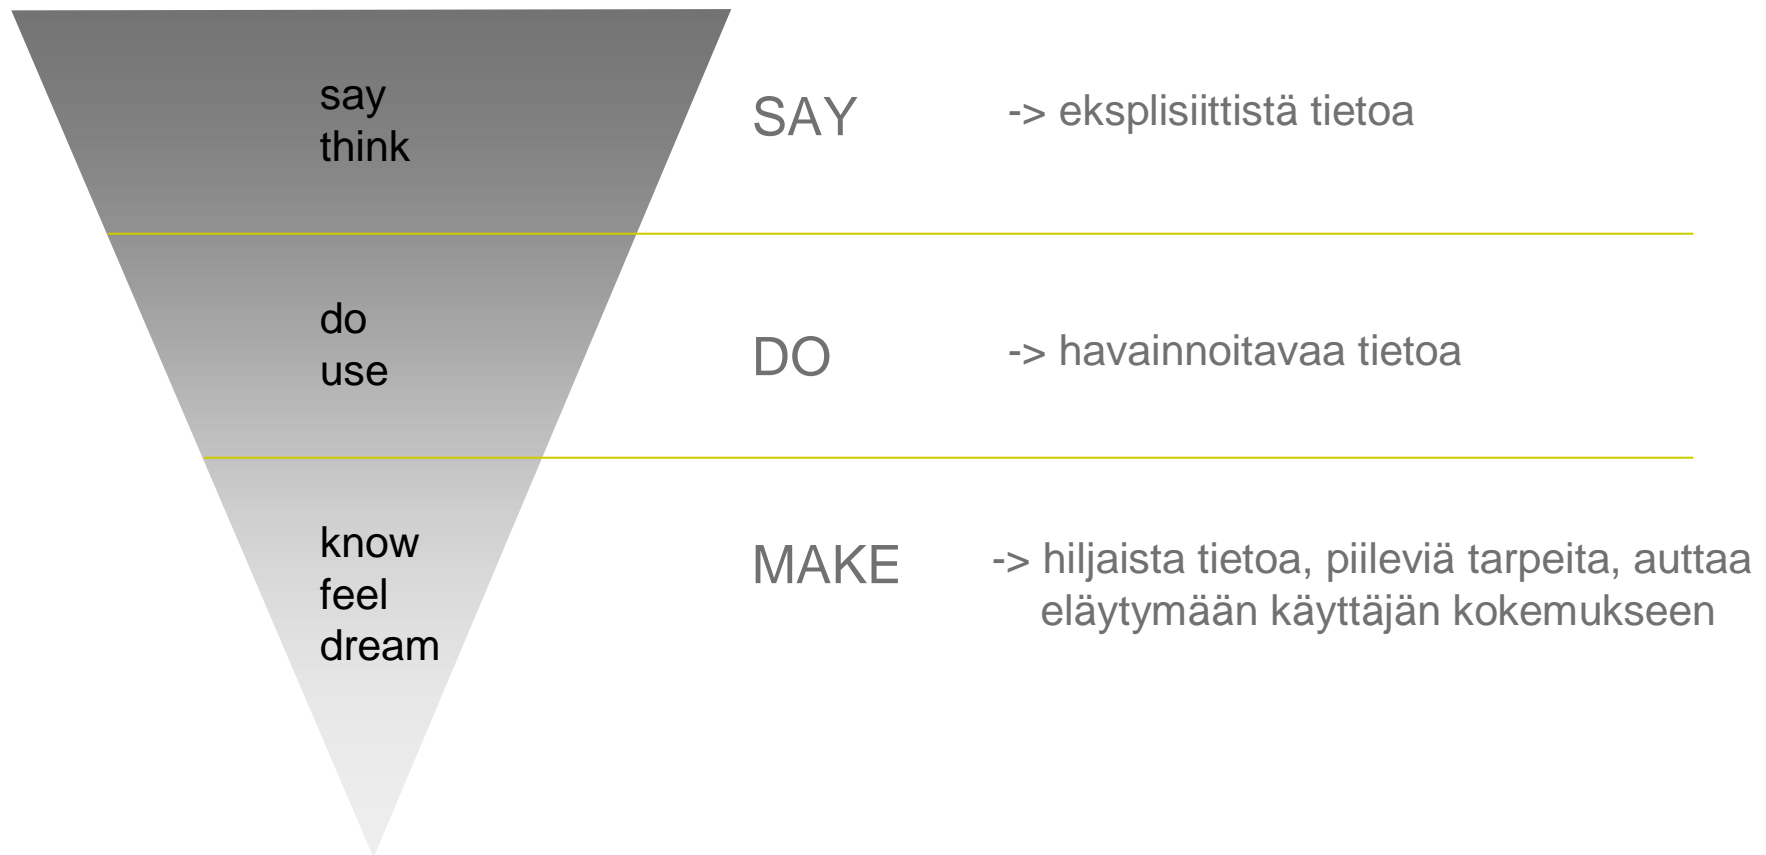 say
think
SAY
-> eksplisiittistä tietoa
do
use
DO
-> havainnoitavaa tietoa
know
feel
dream
MAKE
-> hiljaista tietoa, piileviä tarpeita, auttaa
eläytymään käyttäjän kokemukseen